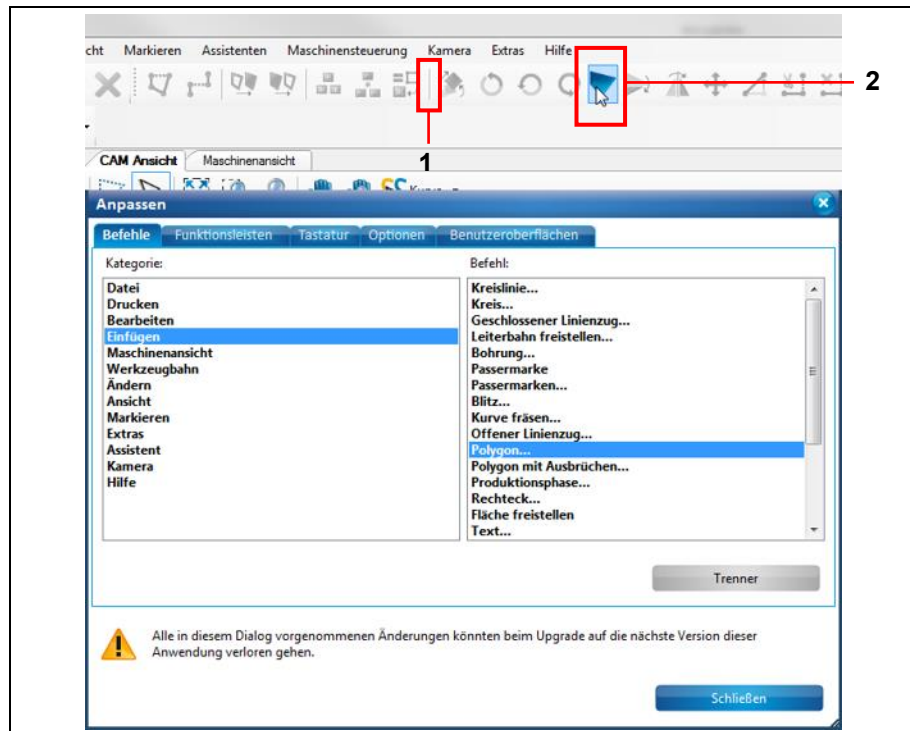 cht Markieren Assistenten Maschinensteuerung Kamera Extras Hilfe
2
1
CAM Ansicht Maschinenansicht
Anpassen
Befehle Funktionsleisten Tastatur Optionen Benutzeroberflächen
Kategorie: Befehl:
Datei Kreislinie...
Drucken Kreis...
Bearbeiten Geschlossener Linienzug...
Einfügen Leiterbahn freistellen...
Maschinenansicht Bohrung...
Werkzeugbahn Passermarke
Ändern Passermarken...
Ansicht Blitz...
Markieren Kurve fräsen...
Extras Offener Linienzug...
Assistent Polygon...
Kamera Polygon mit Ausbrüchen...
Hilfe Produktionsphase...
Rechteck...
Fläche freistellen
Text...
Trenner
Alle in diesem Dialog vorgenommenen Änderungen könnten beim Upgrade auf die nächste Version dieser
Anwendung verloren gehen.
Schließen